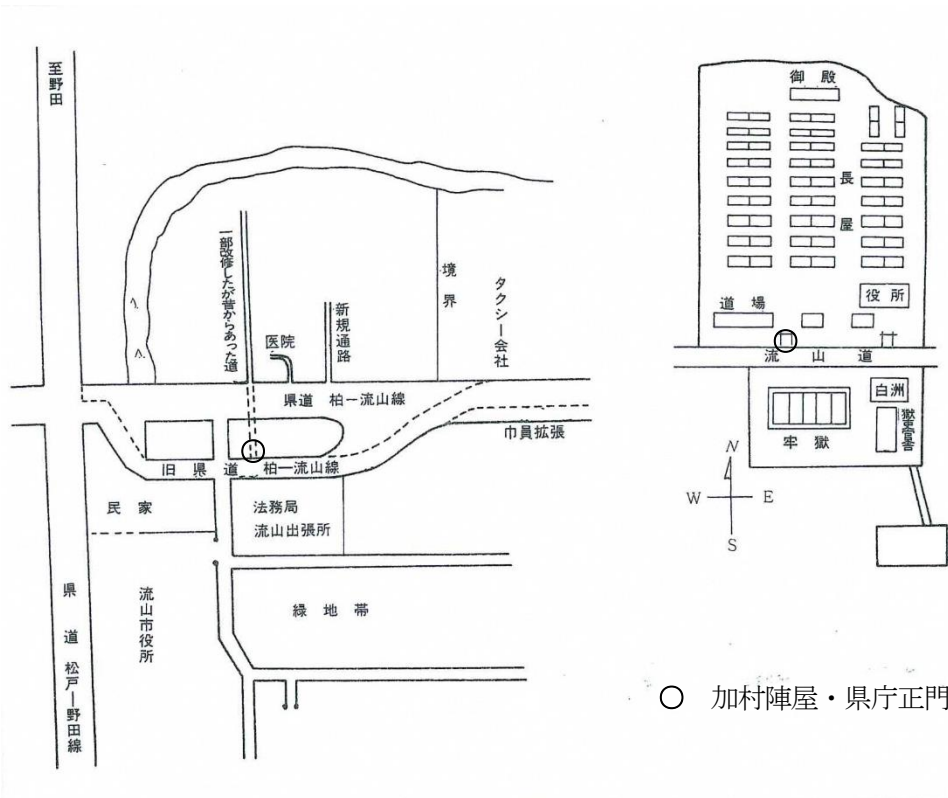 至野田
一部改修したが昔からあった道
医院
新規通路
境界
タクシー会社
県道 柏ー流山線
巾員拡張
旧県道 柏ー流山線
民家
法務局
流山出張所
県道 松戸ー野田線
流山市役所
緑地帯
御殿
長屋
役所
道場
流山道
白洲
牢獄
N
W
E
S
〇 加村陣屋・県庁正門